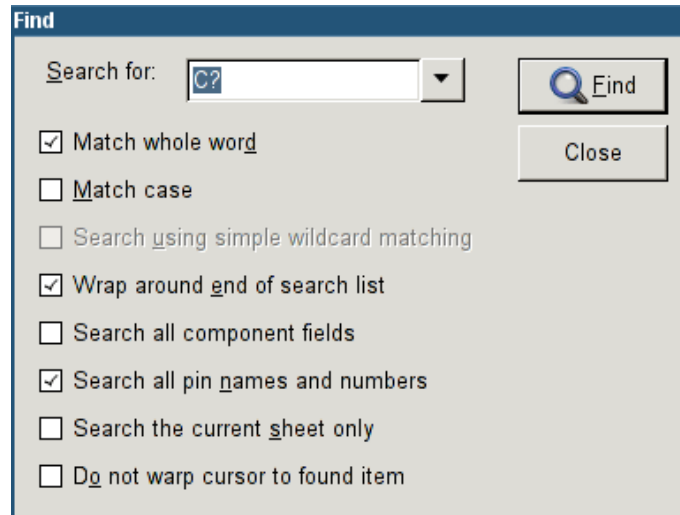 Find
Search for: C? Find
Match whole word Close
Match case
Search using simple wildcard matching
Wrap around end of search list
Search all component fields
Search all pin names and numbers
Search the current sheet only
Do not warp cursor to found item